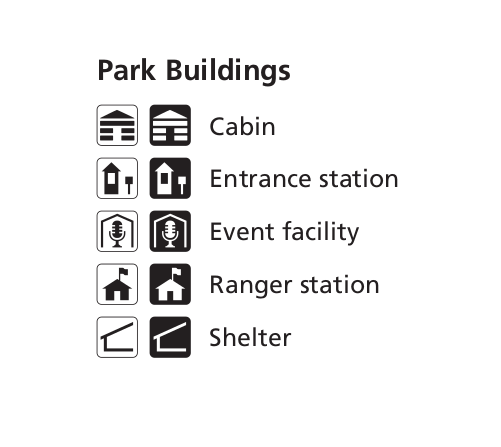 Park Buildings
Cabin
Entrance station
Event facility
Ranger station
Shelter